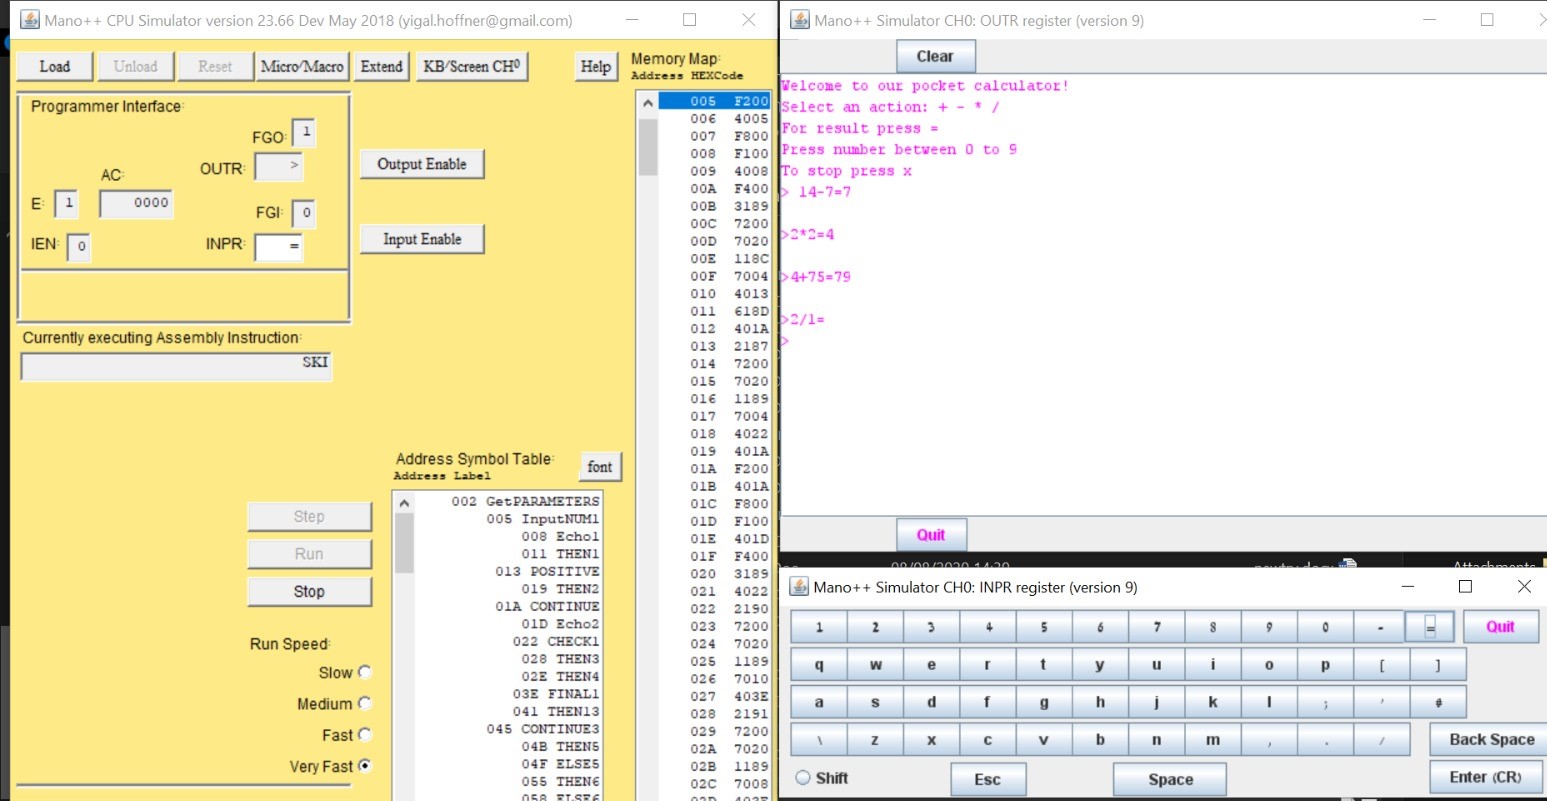 Mano++ CPU Simulator version 23.66 Dev May 2018 (yigal.hoffner@gmail.com)
Load Unload Reset Micro/Macro Extend KB/Screen CH0 Help
Programmer Interface:
FGO: 1
OUTR: >
AC:
E: 1 0000
FGI: 0
IEN: 0
INPR: =
Output Enable
Input Enable
Currently executing Assembly Instruction:
SKI
Memory Map:
Address HEXCode
005 F200
006 4005
007 F800
008 F100
009 4008
00A F400
00B 3189
00C 7200
00D 7020
00E 118C
00F 7004
010 4013
011 618D
012 401A
013 2187
014 7200
015 7020
016 1189
017 7004
018 4022
019 401A
01A F200
01B 401A
01C F800
01D F100
01E 401D
01F F400
020 3189
021 4022
022 2190
023 7200
024 7020
025 1189
026 7010
027 403E
028 2191
029 7200
02A 7020
02B 1189
02C 7008
Address Symbol Table:
Address Label
font
002 GetPARAMETERS
005 InputNUM1
008 Echo1
011 THEN1
013 POSITIVE
019 THEN2
01A CONTINUE
01D Echo2
022 CHECK1
028 THEN3
02E THEN4
03E FINAL1
041 THEN13
045 CONTINUE3
04B THEN5
04F ELSE5
055 THEN6
058 ELSE6
Step
Run
Stop
Run Speed:
Slow
Medium
Fast
Very Fast
Mano++ Simulator CH0: OUTR register (version 9)
Clear
Welcome to our pocket calculator!
Select an action: + - * /
For result press =
Press number between 0 to 9
To stop press x
> 14-7=7
>2*2=4
>4+75=79
>2/1=
>
Quit
08/08/2020 14:39
Attachments
Mano++ Simulator CH0: INPR register (version 9)
1 2 3 4 5 6 7 8 9 0 - = Quit
q w e r t y u i o p [ ]
a s d f g h j k l ; ' #
\ z x c v b n m , . / Back Space
Shift Esc Space Enter (CR)